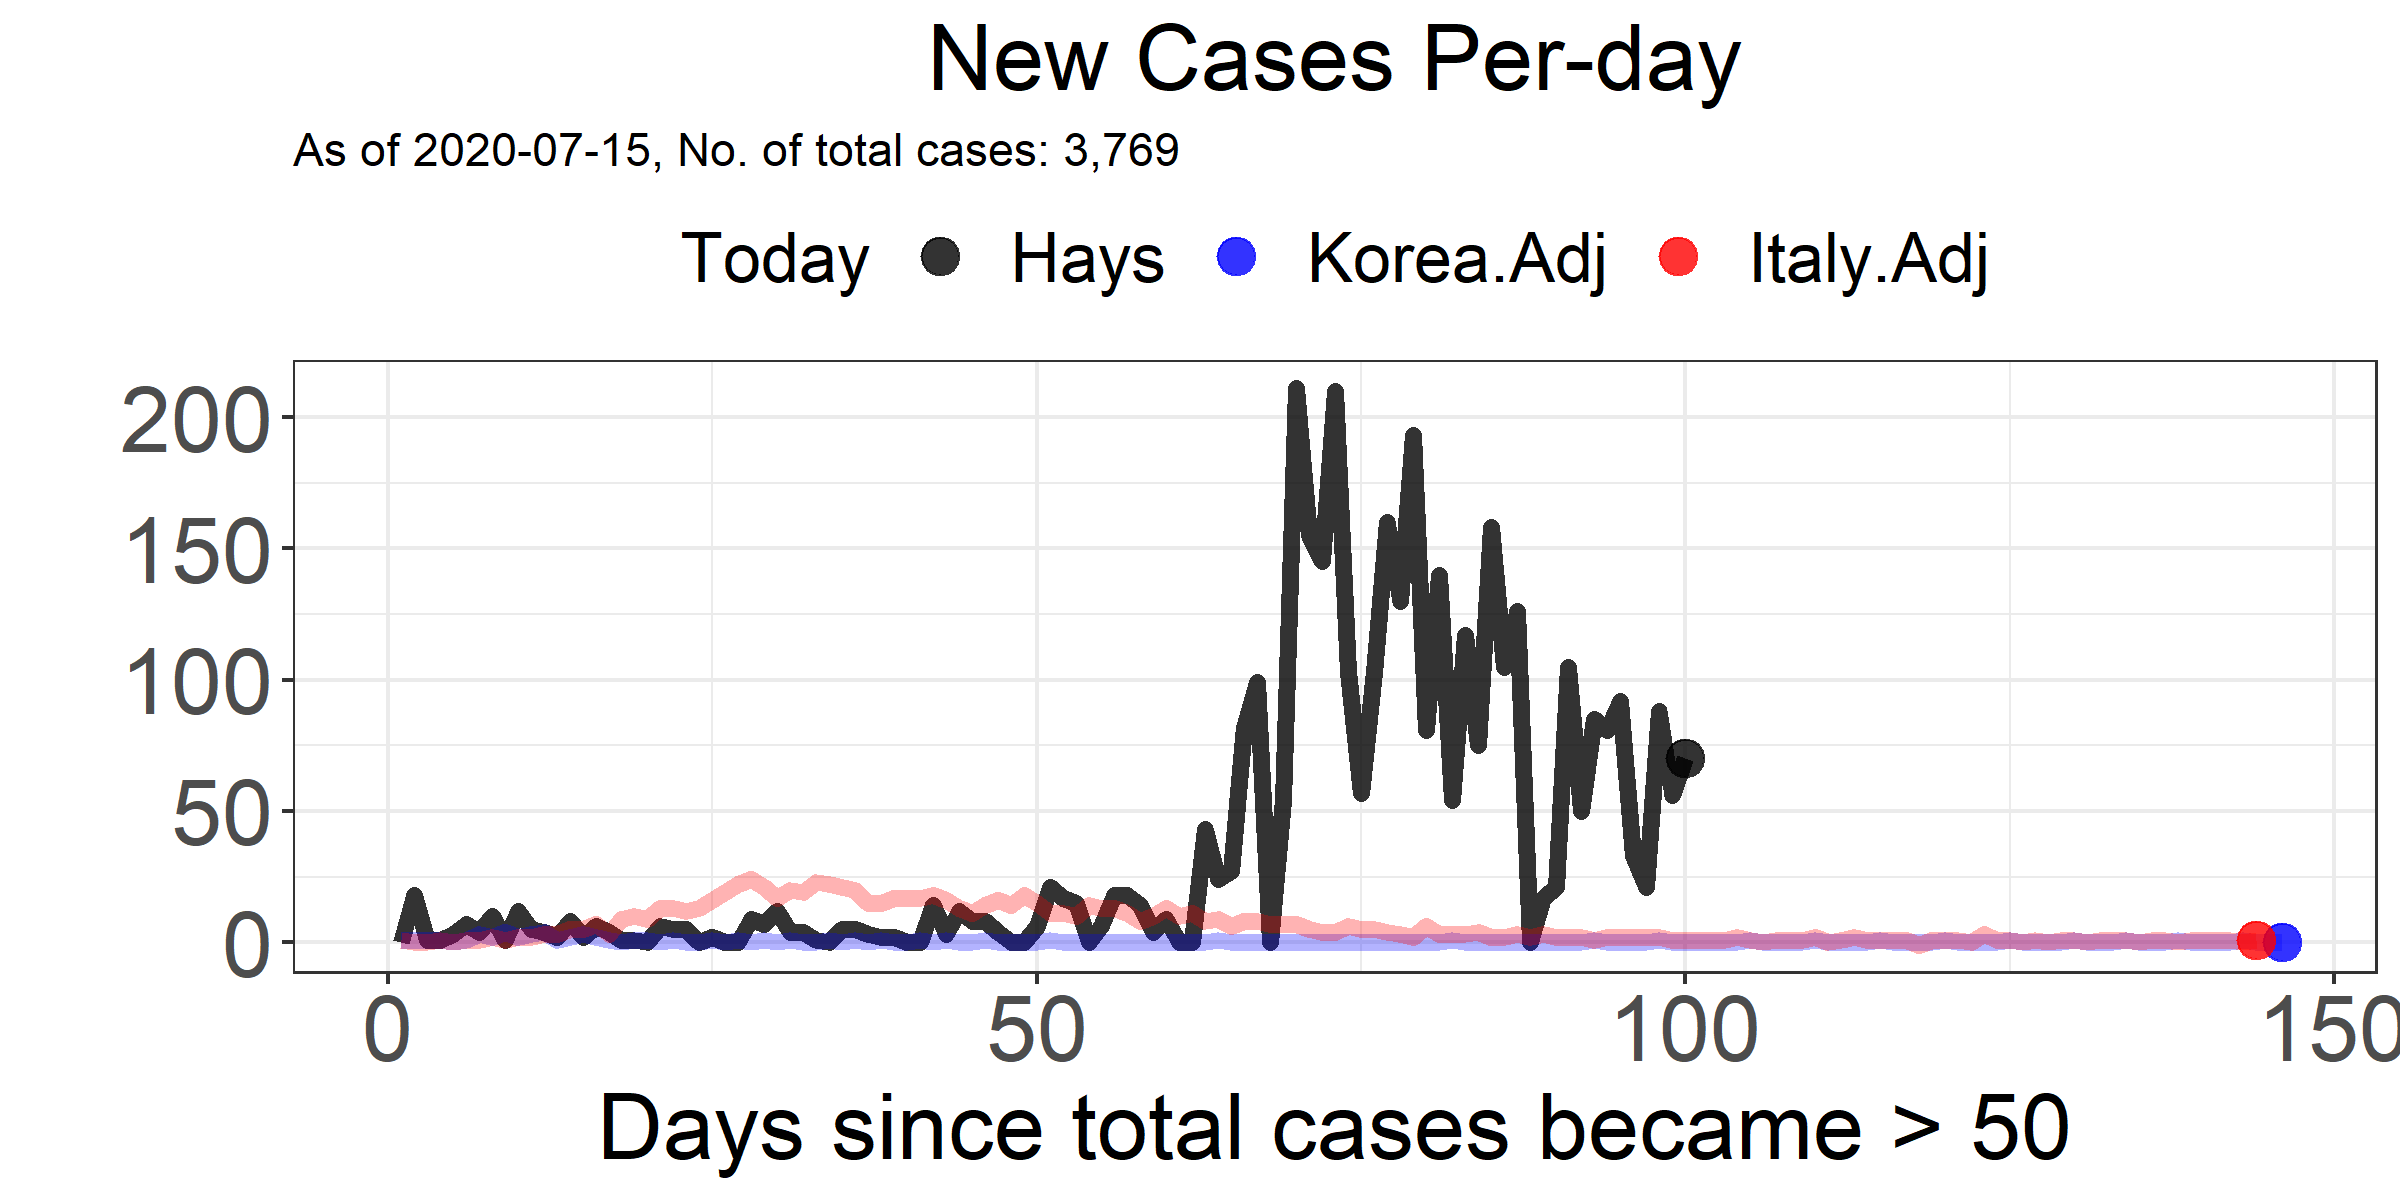 New Cases Per-day
As of 2020-07-15, No. of total cases: 3,769
Today Hays Korea.Adj Italy.Adj
200
150
100
50
0
0 50 100 150
Days since total cases became > 50